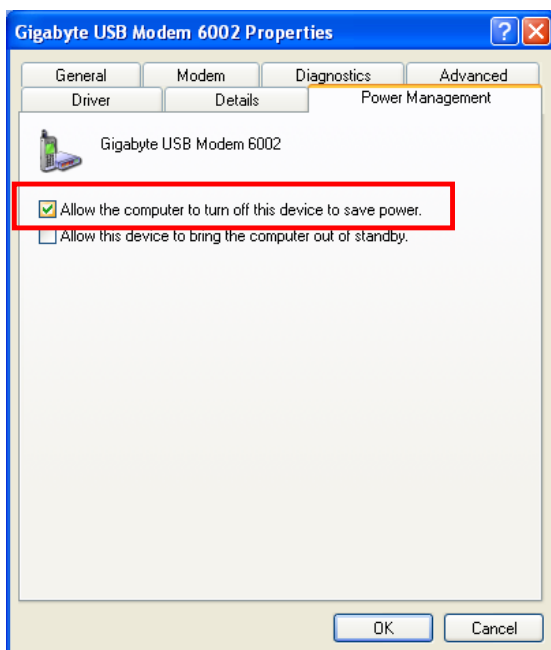 Gigabyte USB Modem 6002 Properties
General Modem Diagnostics Advanced
Driver Details Power Management
Gigabyte USB Modem 6002
Allow the computer to turn off this device to save power.
Allow this device to bring the computer out of standby.
OK Cancel